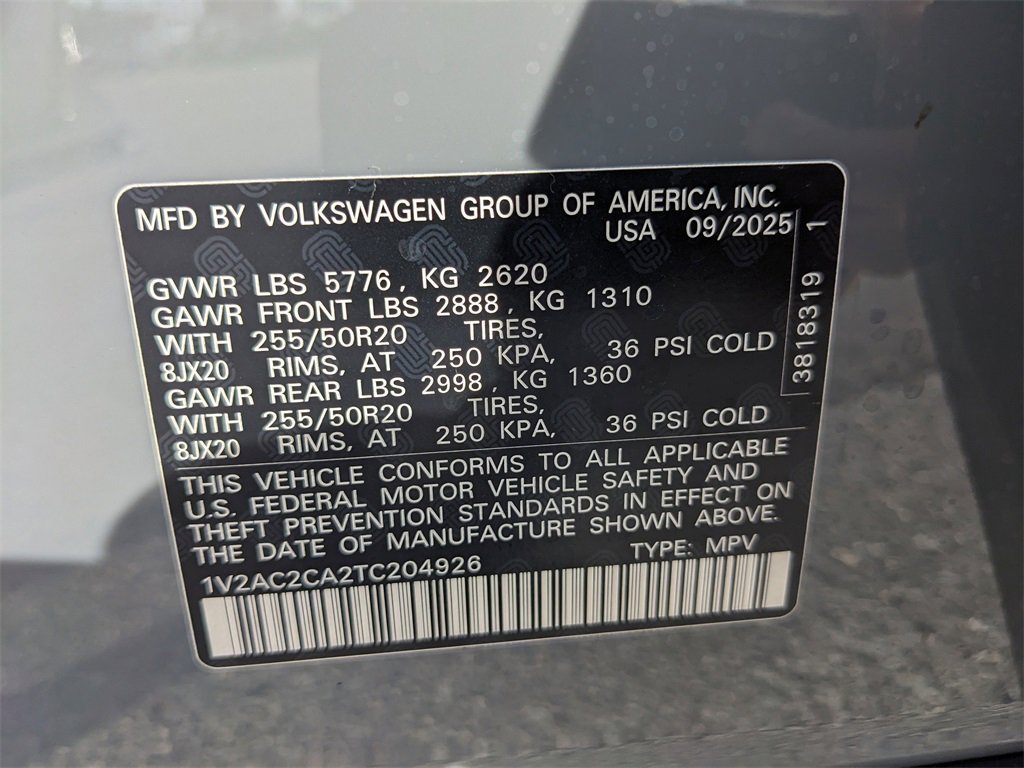 MFD BY VOLKSWAGEN GROUP OF AMERICA, INC.
USA 09/2025
GVWR LBS 5776, KG 2620
GAWR FRONT LBS 2888, KG 1310
WITH 255/50R20 TIRES,
8JX20 RIMS, AT 250 KPA, 36 PSI COLD
GAWR REAR LBS 2998, KG 1360
WITH 255/50R20 TIRES,
8JX20 RIMS, AT 250 KPA, 36 PSI COLD
THIS VEHICLE CONFORMS TO ALL APPLICABLE
U.S. FEDERAL MOTOR VEHICLE SAFETY AND
THEFT PREVENTION STANDARDS IN EFFECT ON
THE DATE OF MANUFACTURE SHOWN ABOVE.
TYPE: MPV
1V2AC2CA2TC204926
3818319 1